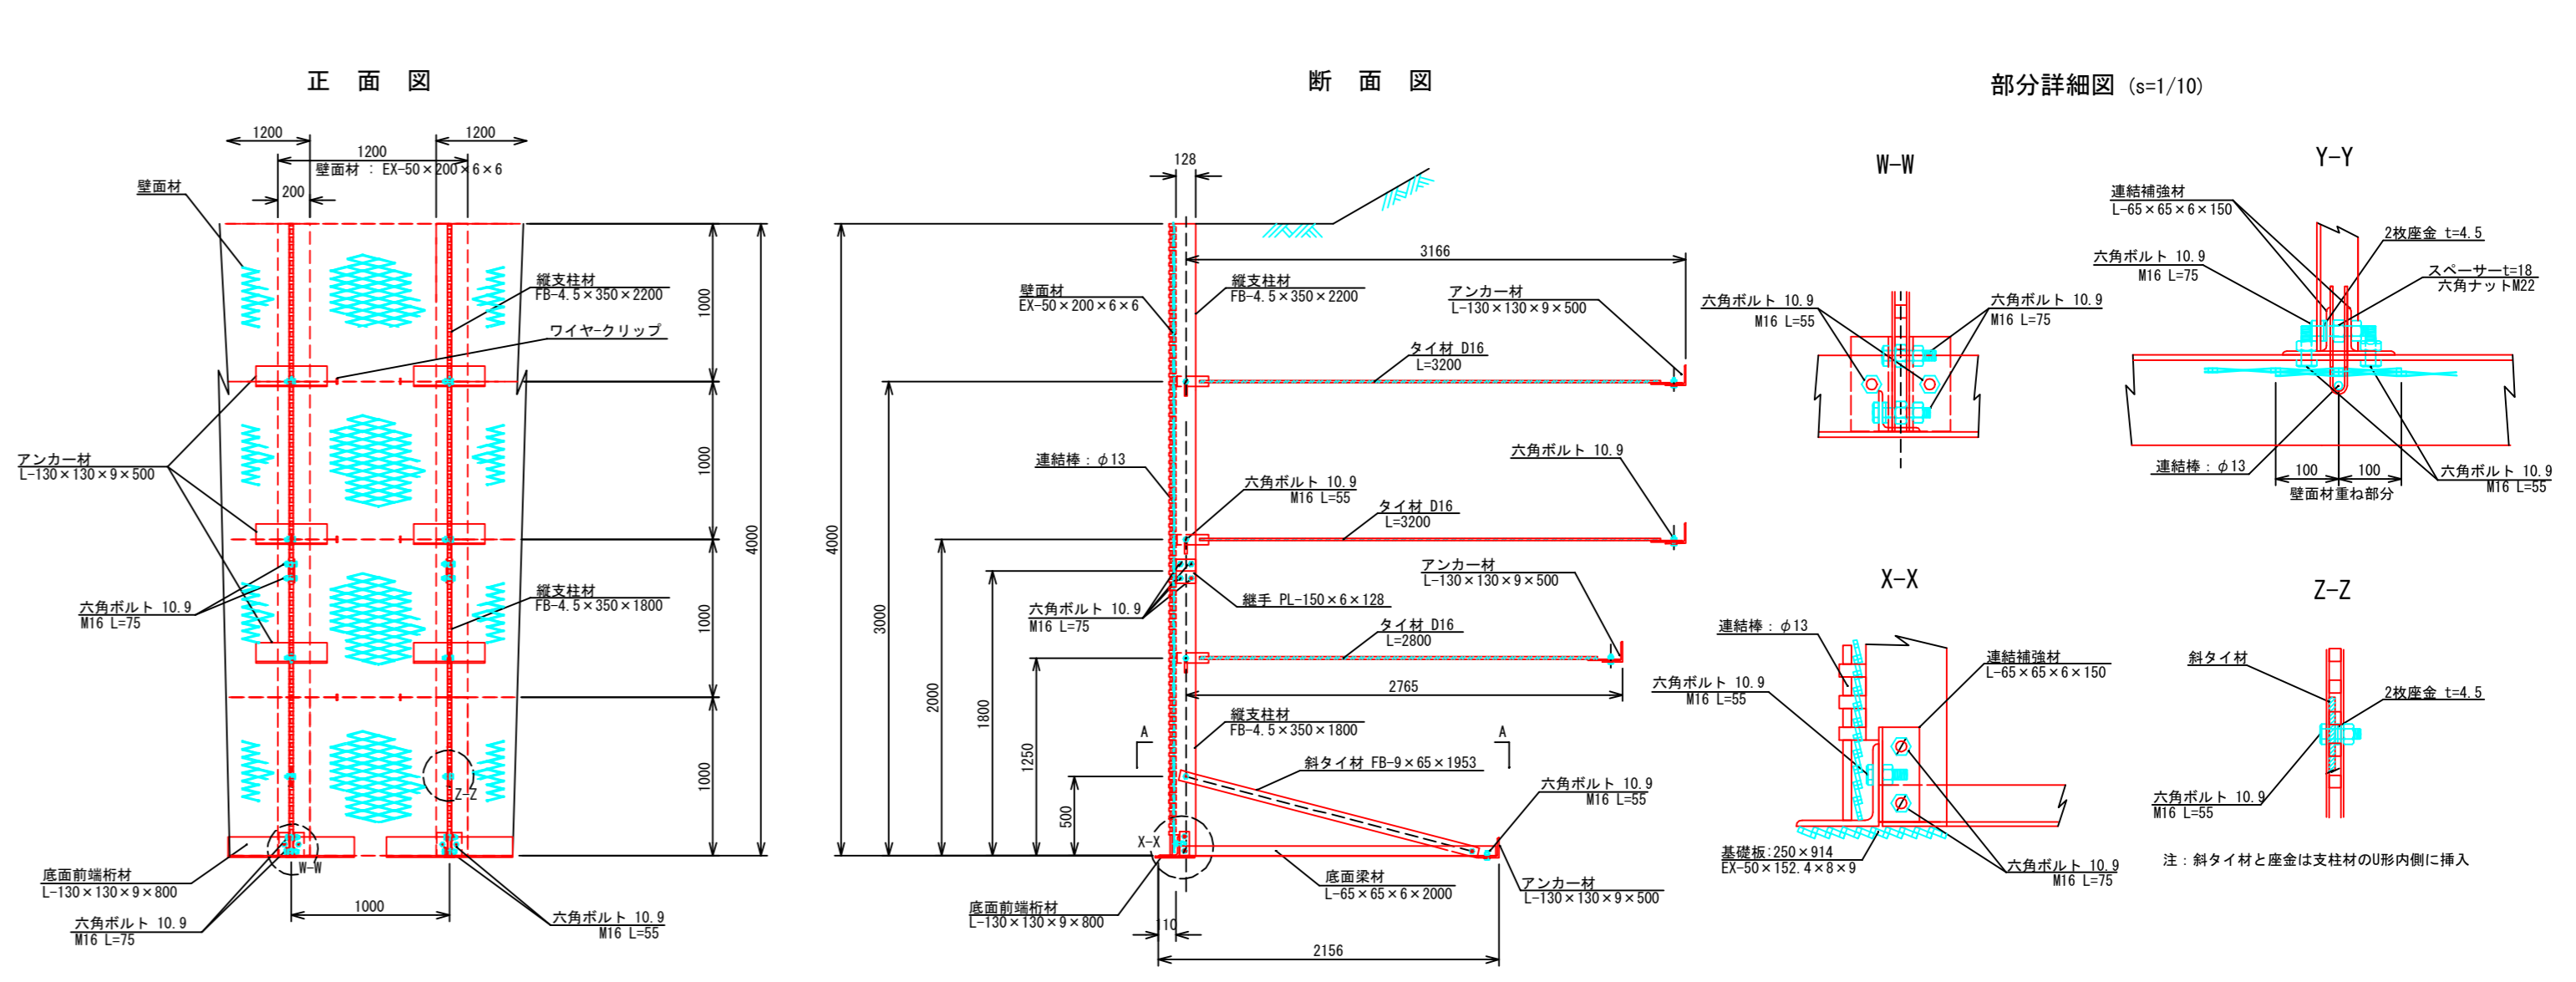 正 面 図
1200
1200
1200
壁面材 : EX-50×200×6×6
200
壁面材
縦支柱材
FB-4.5×350×2200
ワイヤ-クリップ
アンカー材
L-130×130×9×500
六角ボルト 10.9
M16 L=75
縦支柱材
FB-4.5×350×1800
Z-Z
W-W
底面前端桁材
L-130×130×9×800
六角ボルト 10.9
M16 L=75
1000
六角ボルト 10.9
M16 L=55
1000
1000
1000
1000
4000
断 面 図
128
4000
3000
2000
1800
1250
500
3166
壁面材
EX-50×200×6×6
縦支柱材
FB-4.5×350×2200
アンカー材
L-130×130×9×500
タイ材 D16
L=3200
連結棒：φ13
六角ボルト 10.9
M16 L=55
六角ボルト 10.9
タイ材 D16
L=3200
アンカー材
L-130×130×9×500
六角ボルト 10.9
M16 L=75
継手 PL-150×6×128
タイ材 D16
L=2800
2765
縦支柱材
FB-4.5×350×1800
A
A
斜タイ材 FB-9×65×1953
六角ボルト 10.9
M16 L=55
X-X
底面梁材
L-65×65×6×2000
アンカー材
L-130×130×9×500
底面前端桁材
L-130×130×9×800
110
2156
部分詳細図 (s=1/10)
W-W
六角ボルト 10.9
M16 L=55
六角ボルト 10.9
M16 L=75
Y-Y
連結補強材
L-65×65×6×150
2枚座金 t=4.5
六角ボルト 10.9
M16 L=75
スペーサーt=18
六角ナットM22
連結棒：φ13
100
100
壁面材重ね部分
六角ボルト 10.9
M16 L=55
X-X
連結棒：φ13
連結補強材
L-65×65×6×150
六角ボルト 10.9
M16 L=55
基礎板:250×914
EX-50×152.4×8×9
六角ボルト 10.9
M16 L=75
Z-Z
斜タイ材
2枚座金 t=4.5
六角ボルト 10.9
M16 L=55
注：斜タイ材と座金は支柱材のU形内側に挿入